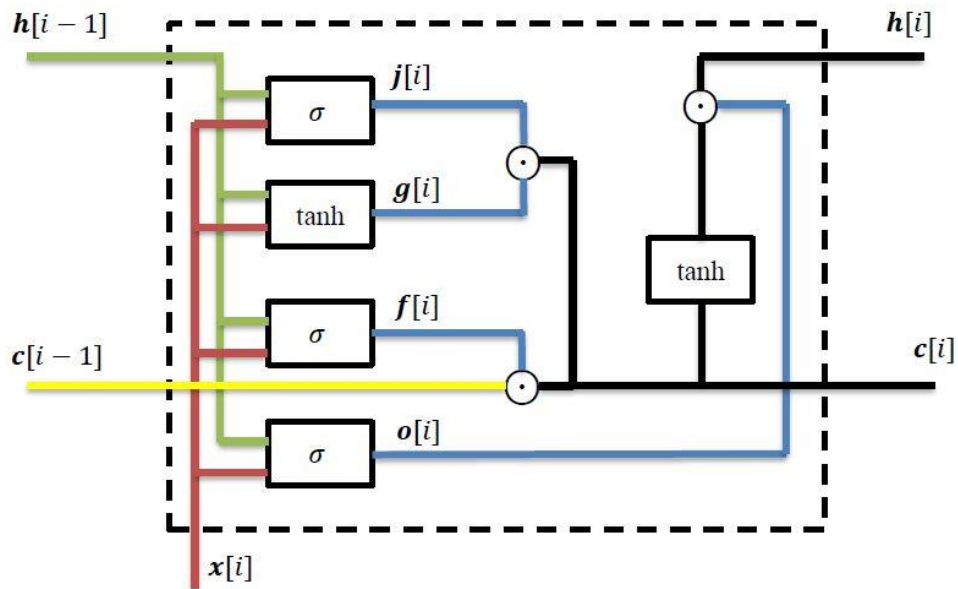 h[i − 1]
h[i]
j[i]
σ
g[i]
tanh
tanh
f[i]
σ
c[i − 1]
c[i]
o[i]
σ
x[i]